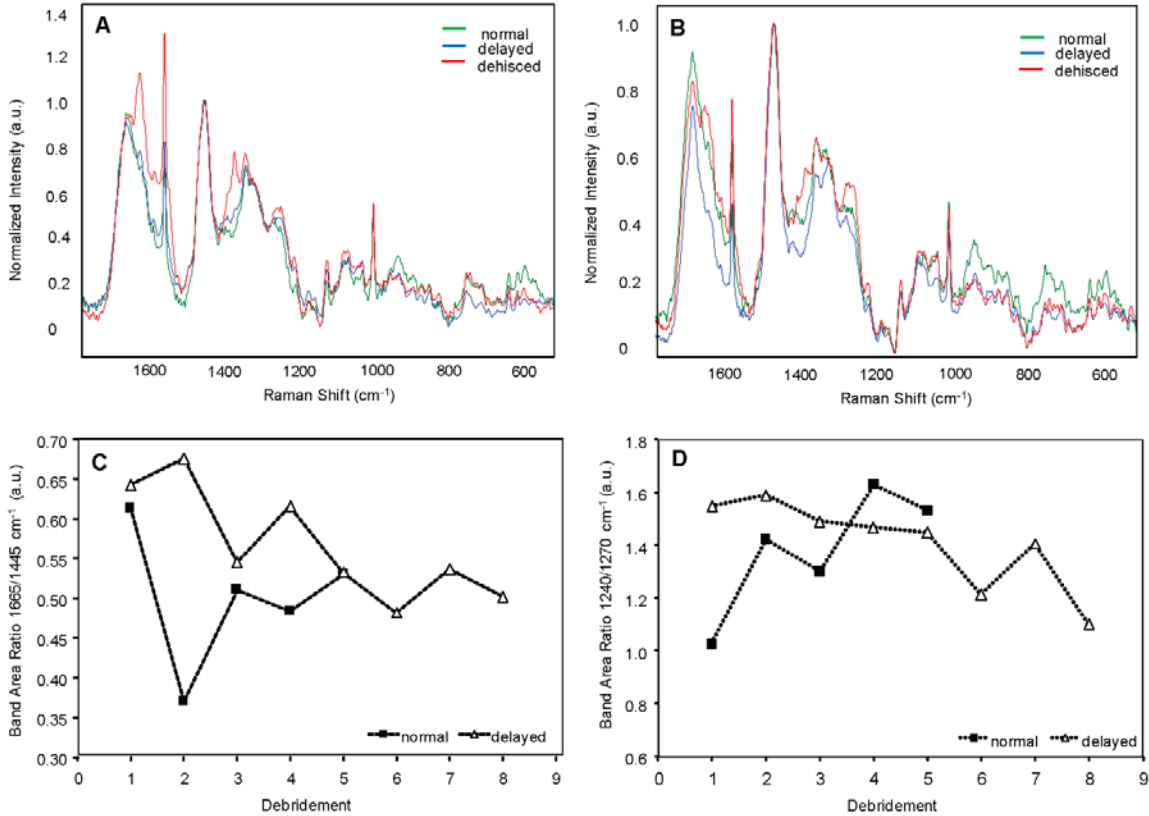 A
normal
delayed
dehisced
1.4
1.2
1.0
0.8
0.6
0.4
0.2
0
Normalized Intensity (a.u.)
1600 1400 1200 1000 800 600
Raman Shift (cm⁻¹)
B
normal
delayed
dehisced
1.0
0.8
0.6
0.4
0.2
0
Normalized Intensity (a.u.)
1600 1400 1200 1000 800 600
Raman Shift (cm⁻¹)
C
0.70
0.65
0.60
0.55
0.50
0.45
0.40
0.35
0.30
Band Area Ratio 1665/1445 cm⁻¹ (a.u.)
normal delayed
0 1 2 3 4 5 6 7 8 9
Debridement
D
1.8
1.6
1.4
1.2
1.0
0.8
0.6
Band Area Ratio 1240/1270 cm⁻¹ (a.u.)
normal delayed
0 1 2 3 4 5 6 7 8 9
Debridement